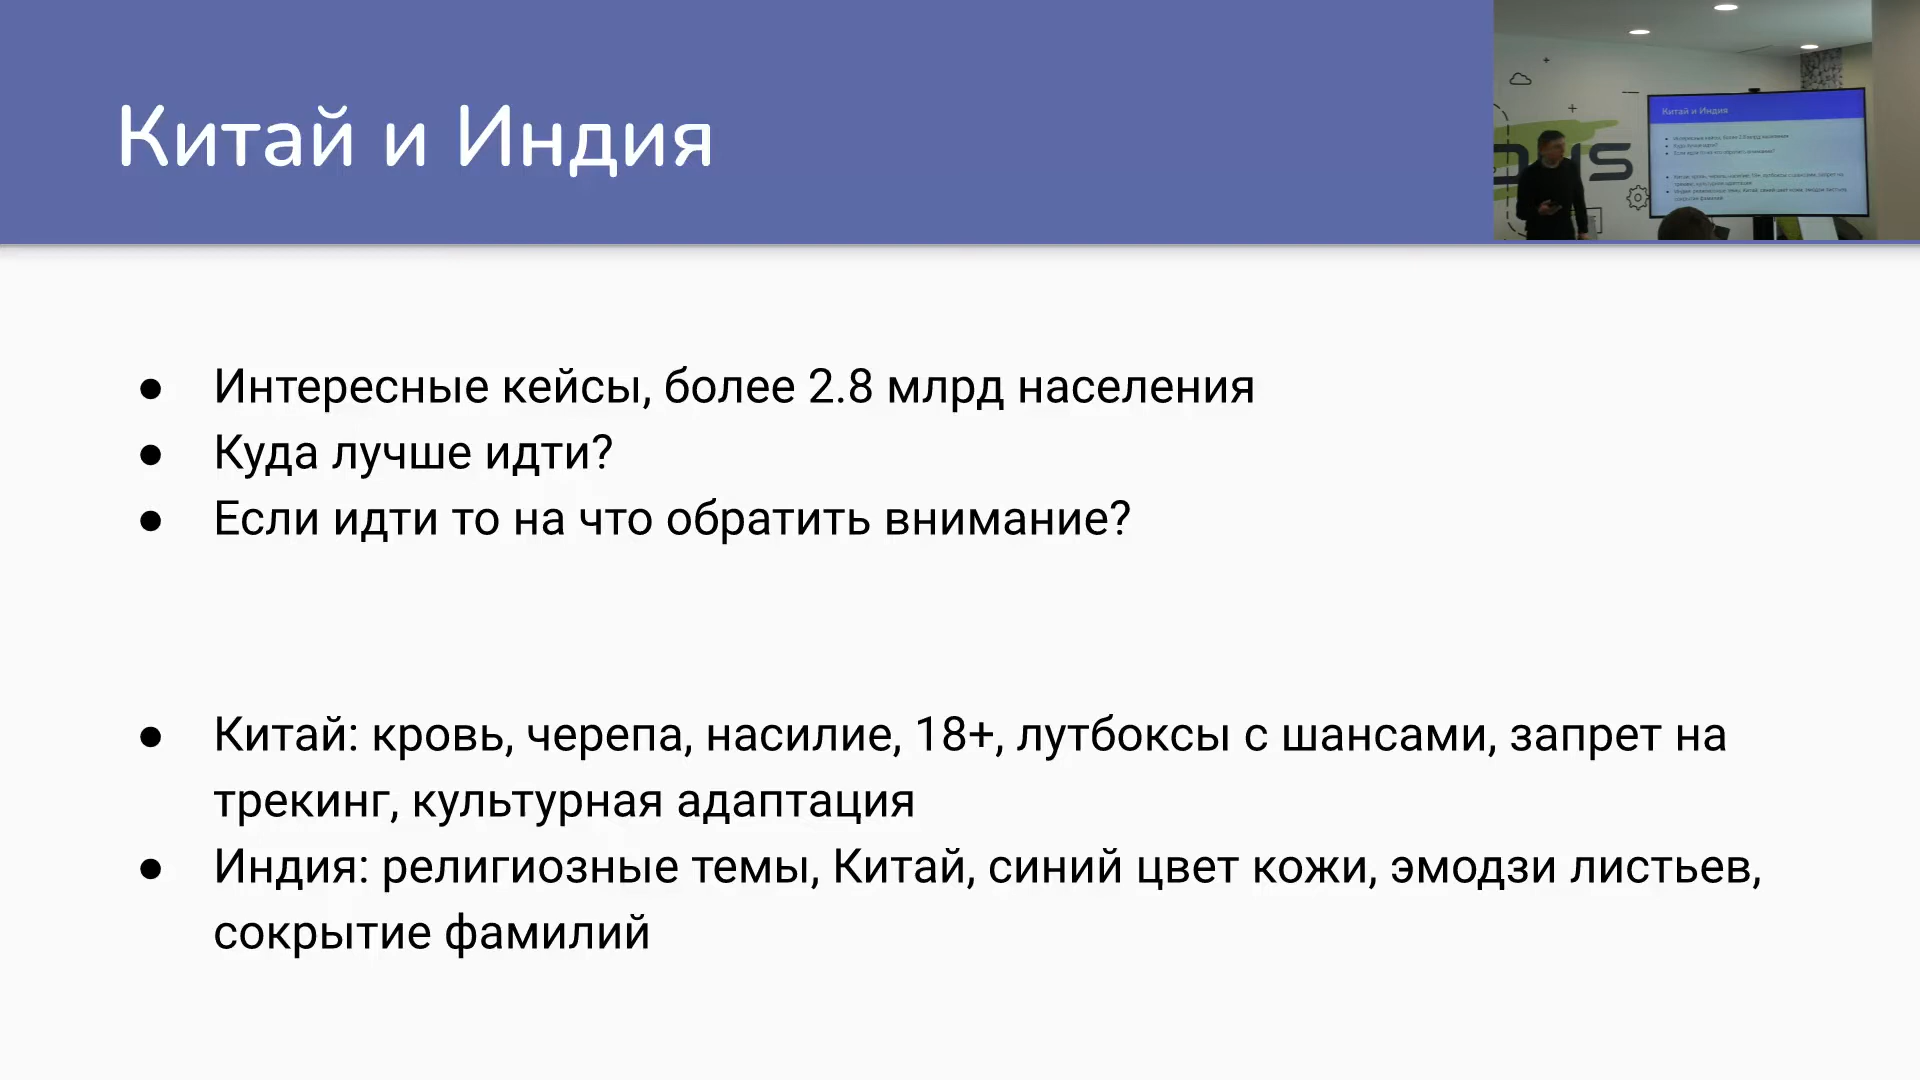 Китай и Индия
● Интересные кейсы, более 2.8 млрд населения
● Куда лучше идти?
● Если идти то на что обратить внимание?
● Китай: кровь, черепа, насилие, 18+, лутбоксы с шансами, запрет на
трекинг, культурная адаптация
● Индия: религиозные темы, Китай, синий цвет кожи, эмодзи листьев,
сокрытие фамилий
Китай и Индия